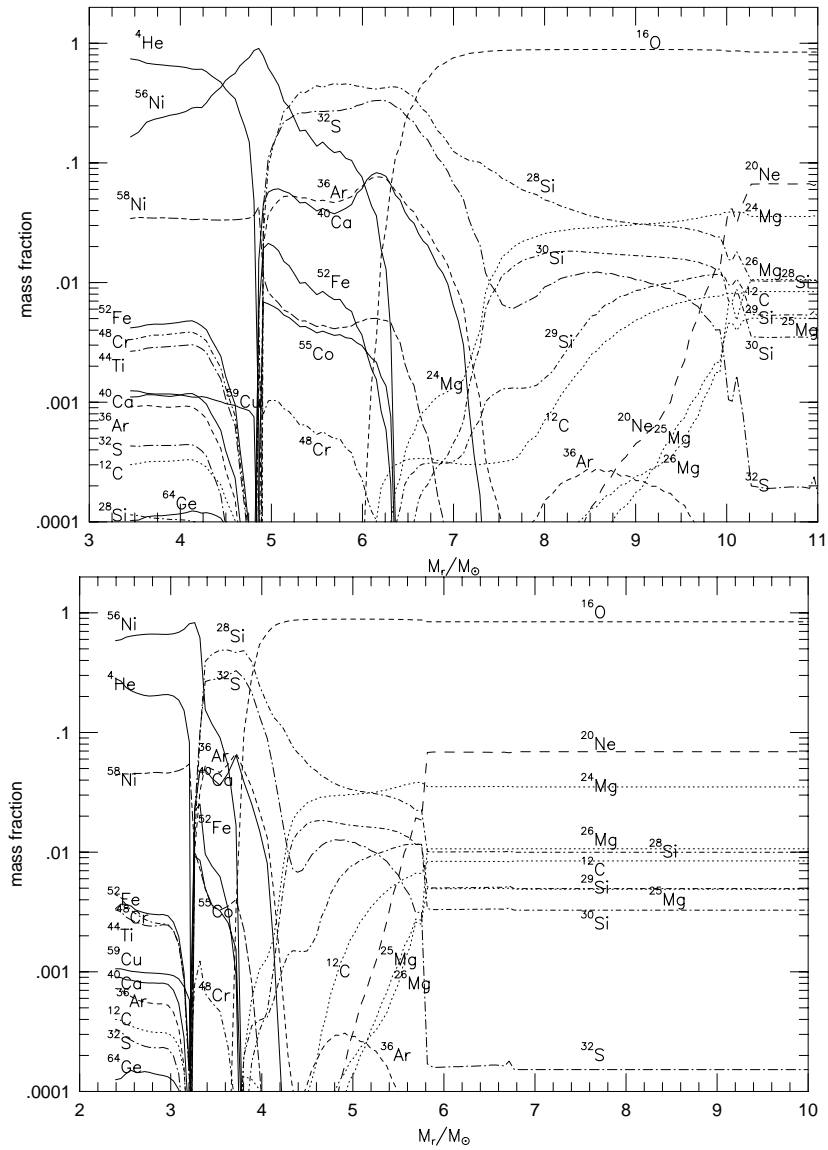 ⁴He
¹⁶O
1
⁵⁶Ni
³²S
.1
²⁸Si
²⁰Ne
³⁶Ar
⁵⁸Ni
⁴⁰Ca
²⁴Mg
³⁰Si
⁵²Fe
²⁶Mg ²⁸Si
.01
¹²C
⁵²Fe
²⁹Si
²⁵Mg
⁴⁸Cr
⁵⁵Co
²⁹Si
³⁰Si
⁴⁴Ti
²⁴Mg
⁴⁰Ca
⁵⁹Cu
.001
³⁶Ar
¹²C
²⁰Ne
²⁵Mg
³²S
⁴⁸Cr
³⁶Ar
²⁶Mg
¹²C
³²S
⁶⁴Ge
²⁸Si
.0001
mass fraction
3 4 5 6 7 8 9 10 11
Mᵣ/M☉
⁵⁶Ni
¹⁶O
1
²⁸Si
⁴He
³²S
.1
²⁰Ne
³⁶Ar
⁵⁸Ni
⁴⁰Ca
²⁴Mg
⁵²Fe
²⁶Mg
²⁸Si
.01
¹²C
⁵²Fe
²⁹Si
²⁵Mg
⁴⁸Cr
⁵⁵Co
³⁰Si
⁴⁴Ti
⁵⁹Cu
¹²C
²⁵Mg
.001
⁴⁰Ca
²⁶Mg
³⁶Ar
⁴⁸Cr
¹²C
³²S
³⁶Ar
³²S
⁶⁴Ge
.0001
mass fraction
2 3 4 5 6 7 8 9 10
Mᵣ/M☉